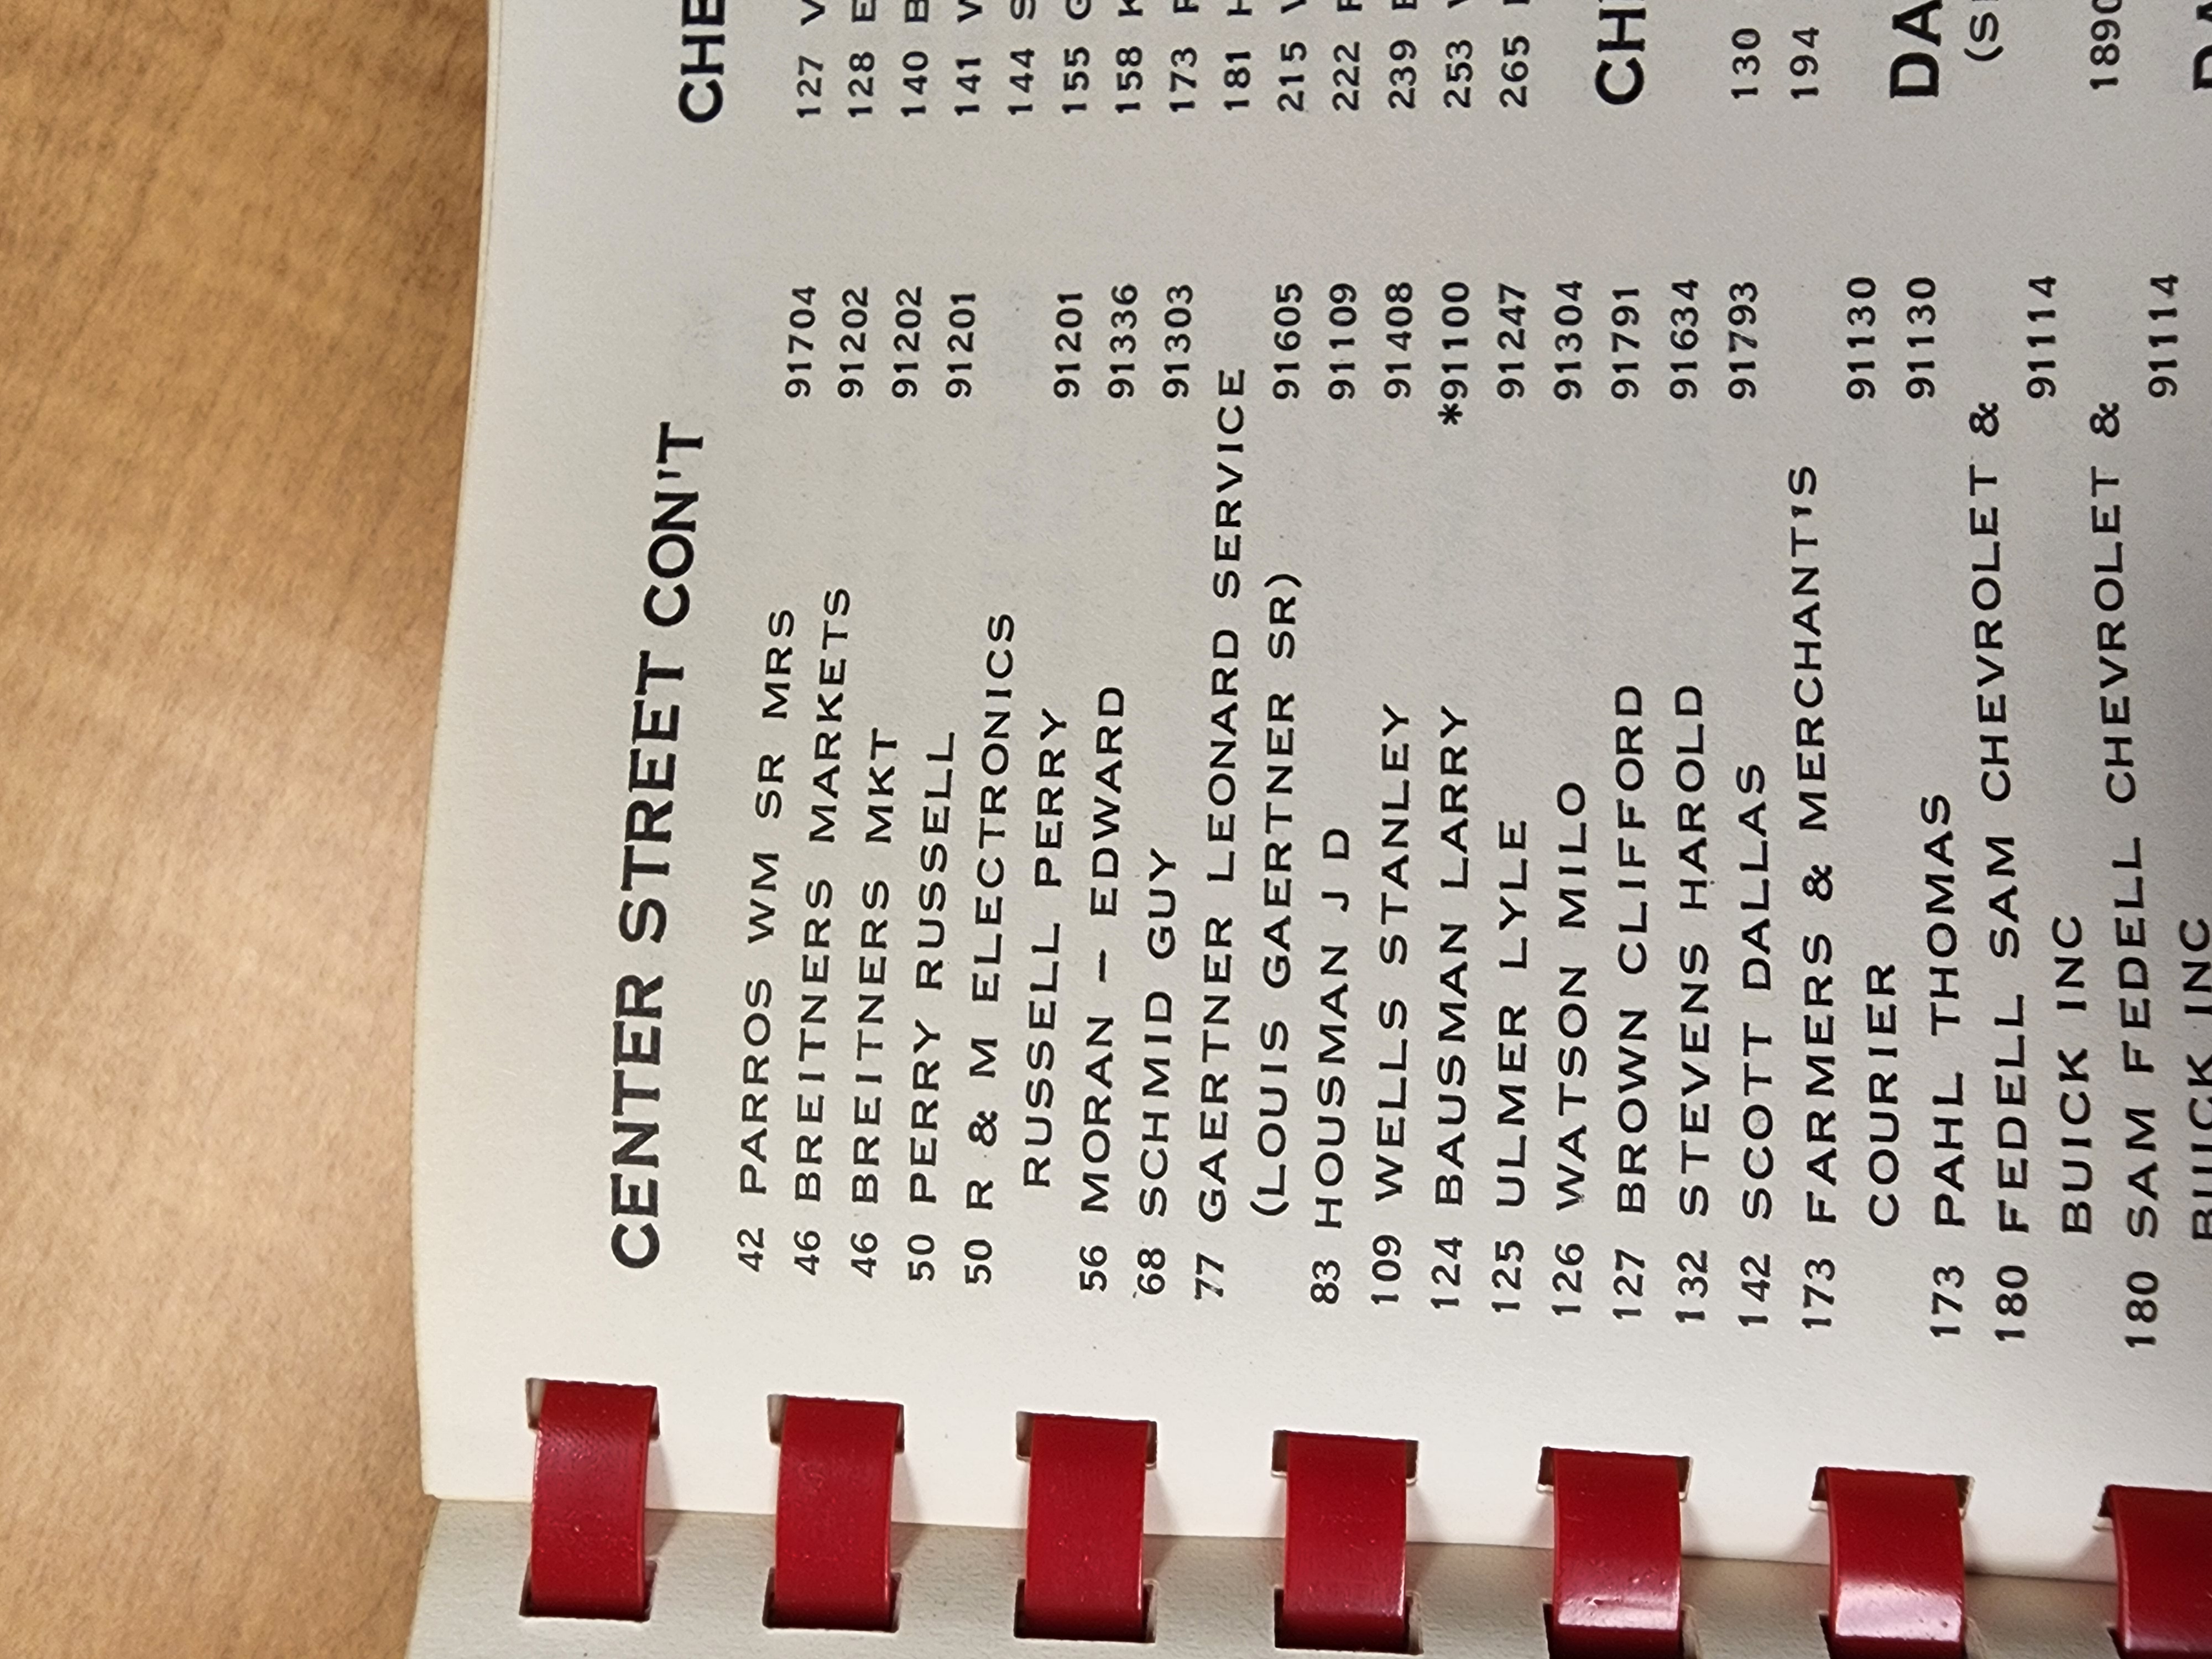 CENTER STREET CON'T
42 PARROS WM SR MRS 91704
46 BREITNERS MARKETS 91202
46 BREITNERS MKT 91202
50 PERRY RUSSELL 91201
50 R & M ELECTRONICS
RUSSELL PERRY 91201
56 MORAN – EDWARD 91336
68 SCHMID GUY 91303
77 GAERTNER LEONARD SERVICE
(LOUIS GAERTNER SR) 91605
83 HOUSMAN J D 91109
109 WELLS STANLEY 91408
124 BAUSMAN LARRY *91100
125 ULMER LYLE 91247
126 WATSON MILO 91304
127 BROWN CLIFFORD 91791
132 STEVENS HAROLD 91634
142 SCOTT DALLAS 91793
173 FARMERS & MERCHANT'S
COURIER 91130
173 PAHL THOMAS 91130
180 FEDELL SAM CHEVROLET &
BUICK INC 91114
180 SAM FEDELL CHEVROLET &
BUICK INC 91114
CHE
127 V
128 E
140 B
141 V
144 S
155 G
158 K
173
181 H
215
222
239
253
265
CH
130
194
DA
(S
1890